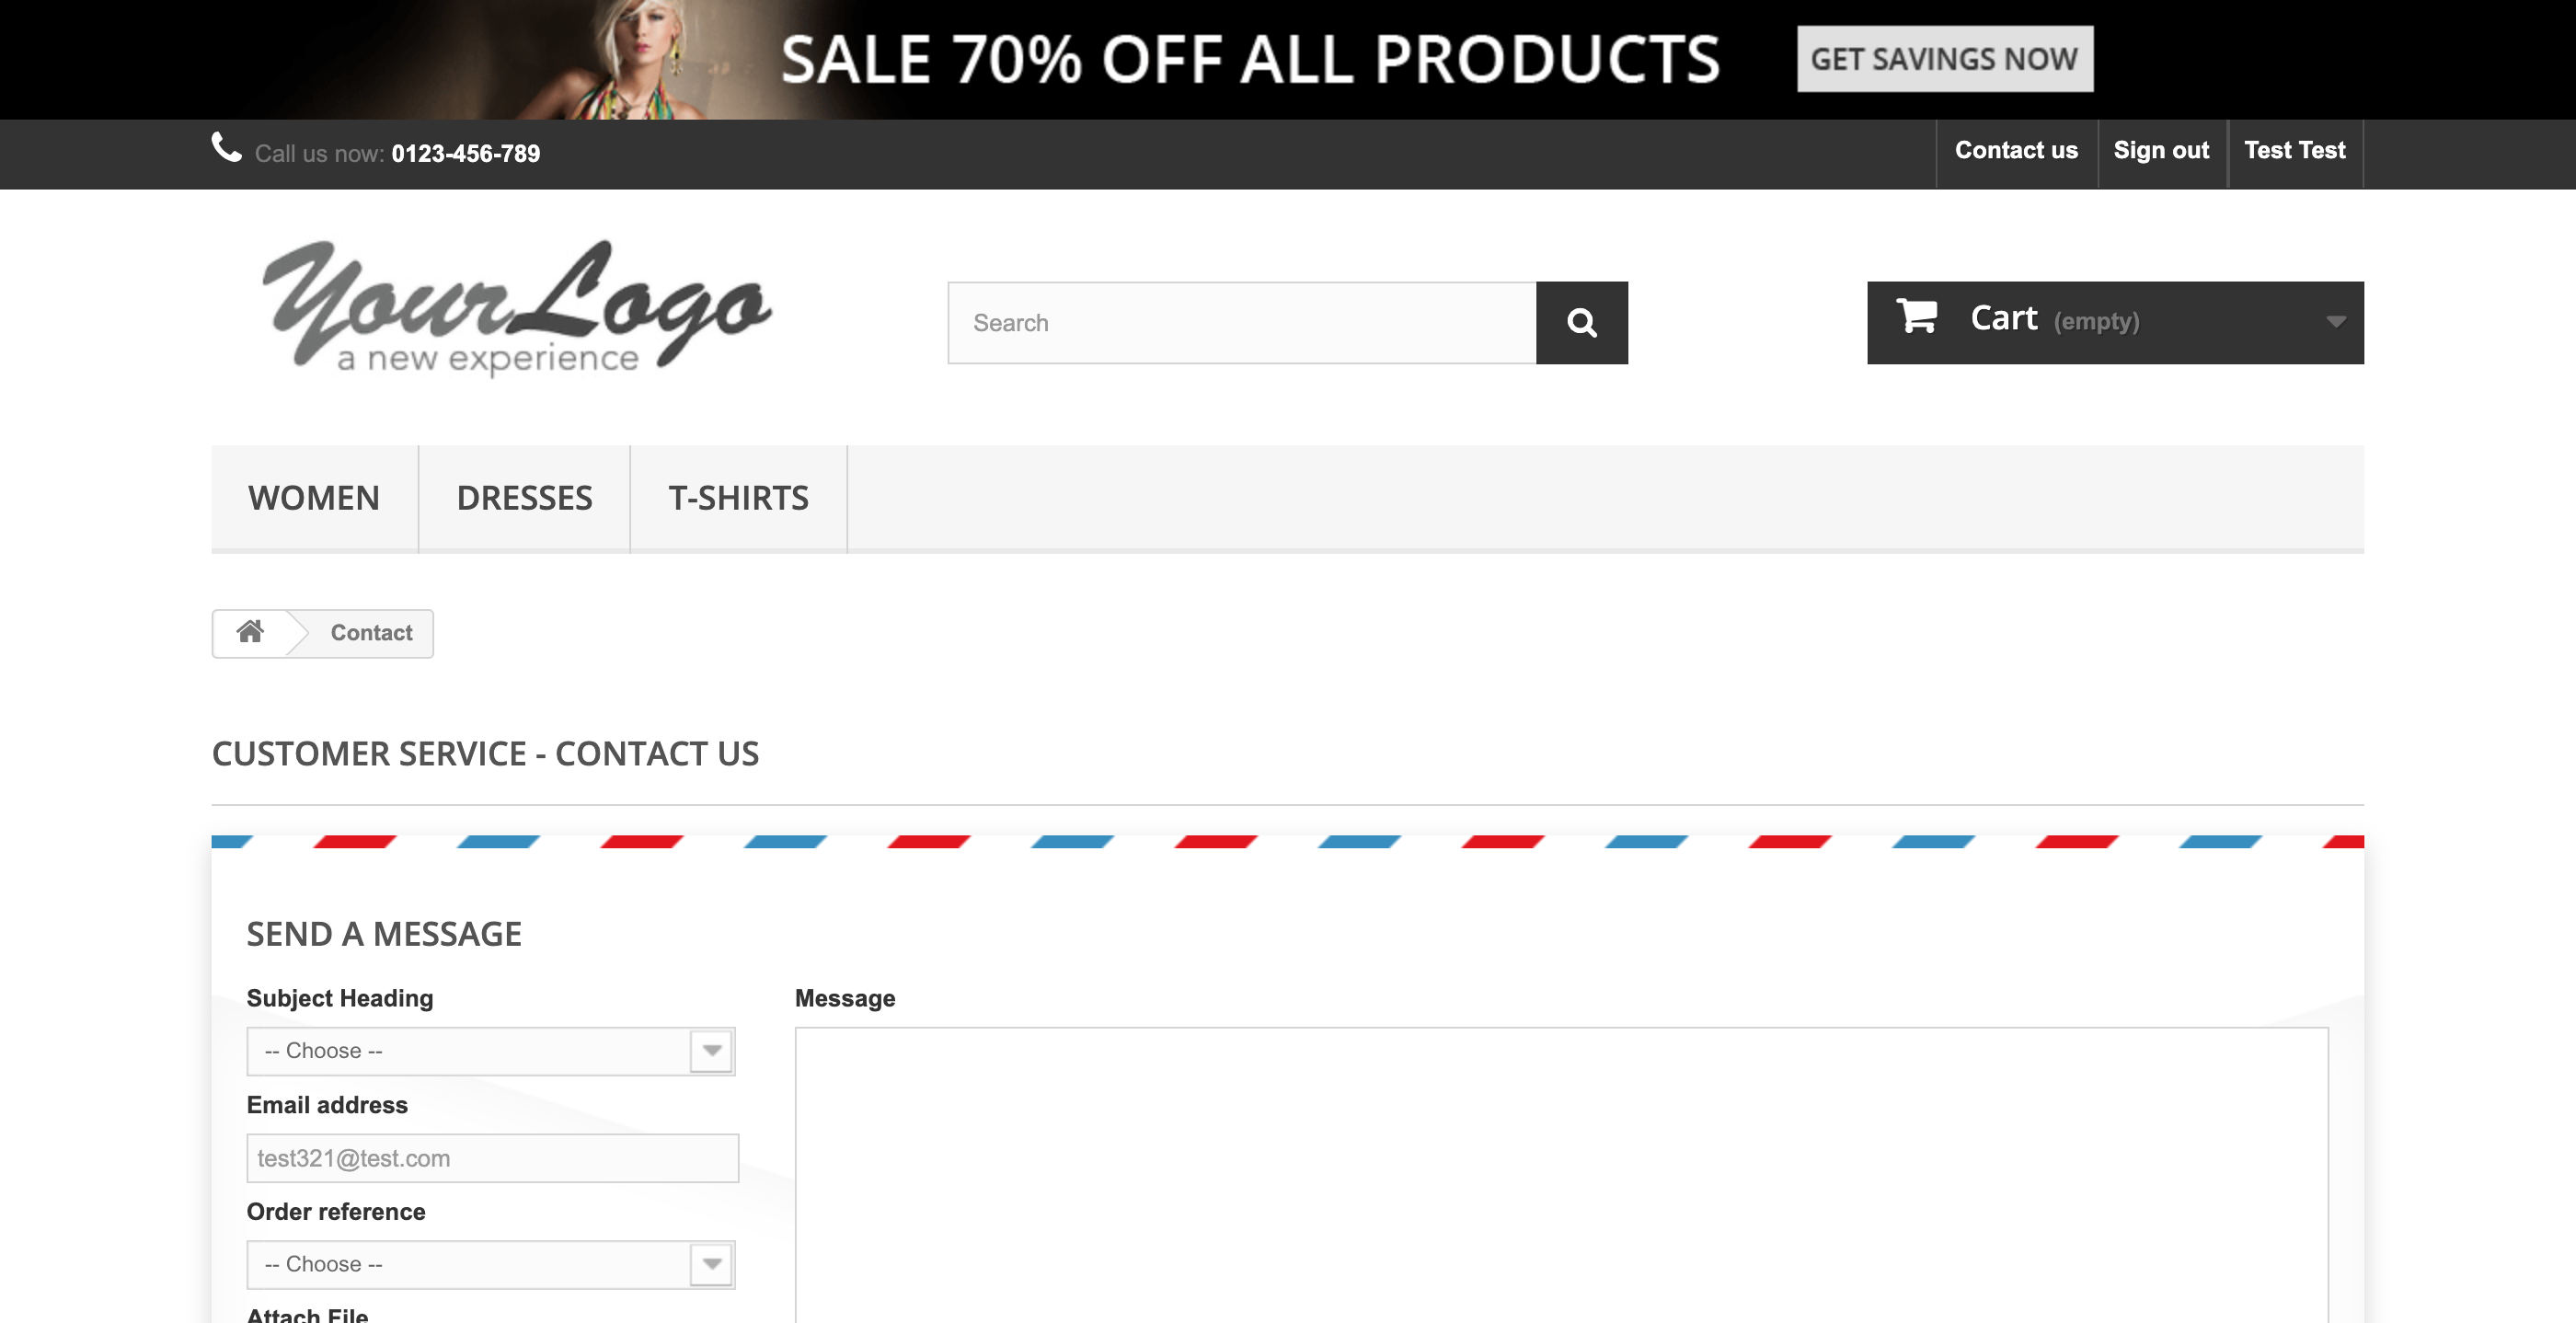 SALE 70% OFF ALL PRODUCTS GET SAVINGS NOW
Call us now: 0123-456-789 Contact us Sign out Test Test
Your Logo
a new experience
Search
Cart (empty)
WOMEN DRESSES T-SHIRTS
Contact
CUSTOMER SERVICE - CONTACT US
SEND A MESSAGE
Subject Heading
-- Choose --
Email address
test321@test.com
Order reference
-- Choose --
Attach File
Message